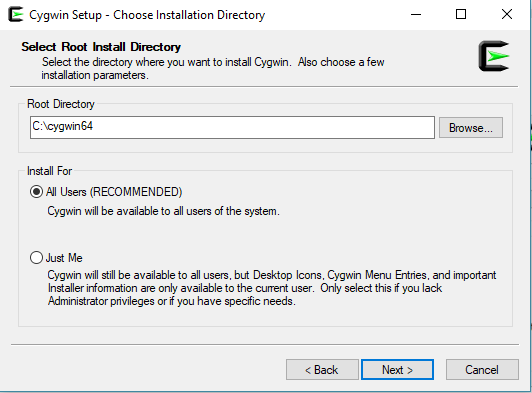 Cygwin Setup - Choose Installation Directory
Select Root Install Directory
Select the directory where you want to install Cygwin. Also choose a few
installation parameters.
Root Directory
C:\cygwin64
Browse...
Install For
All Users (RECOMMENDED)
Cygwin will be available to all users of the system.
Just Me
Cygwin will still be available to all users, but Desktop Icons, Cygwin Menu Entries, and important
Installer information are only available to the current user. Only select this if you lack
Administrator privileges or if you have specific needs.
< Back
Next >
Cancel